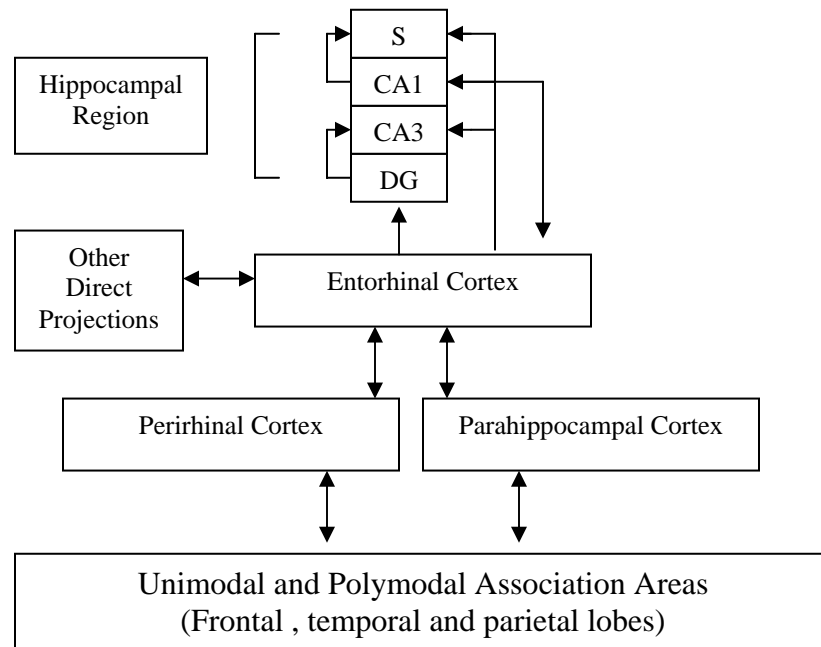 S
Hippocampal
Region
CA1
CA3
DG
Other
Direct
Projections
Entorhinal Cortex
Perirhinal Cortex
Parahippocampal Cortex
Unimodal and Polymodal Association Areas
(Frontal , temporal and parietal lobes)